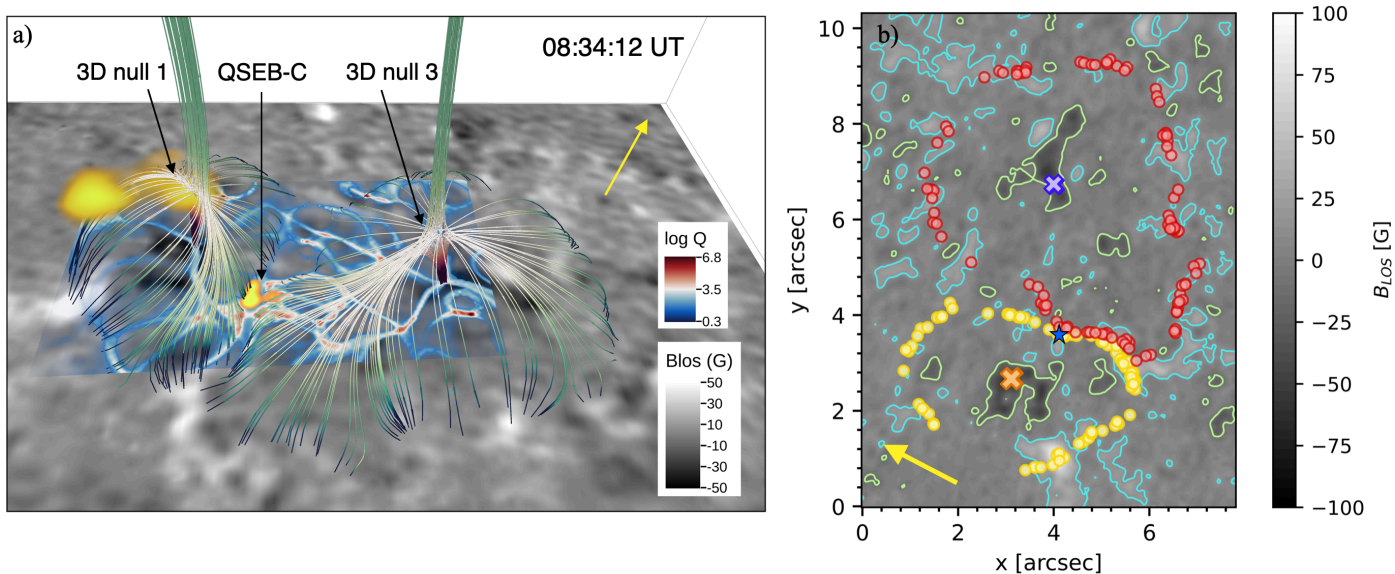 a)
08:34:12 UT
3D null 1
QSEB-C
3D null 3
log Q
6.8
3.5
0.3
Blos (G)
50
30
10
-10
-30
-50
b)
10
8
6
4
2
0
y [arcsec]
0
2
4
6
x [arcsec]
100
75
50
25
0
−25
−50
−75
−100
B_LOS [G]